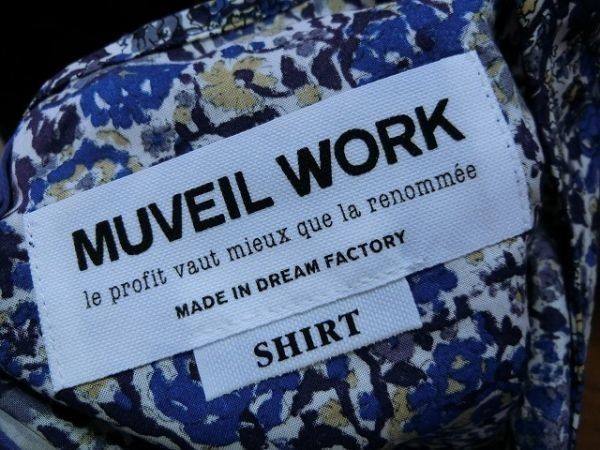 MUVEIL WORK
le profit vaut mieux que la renommée
MADE IN DREAM FACTORY
SHIRT